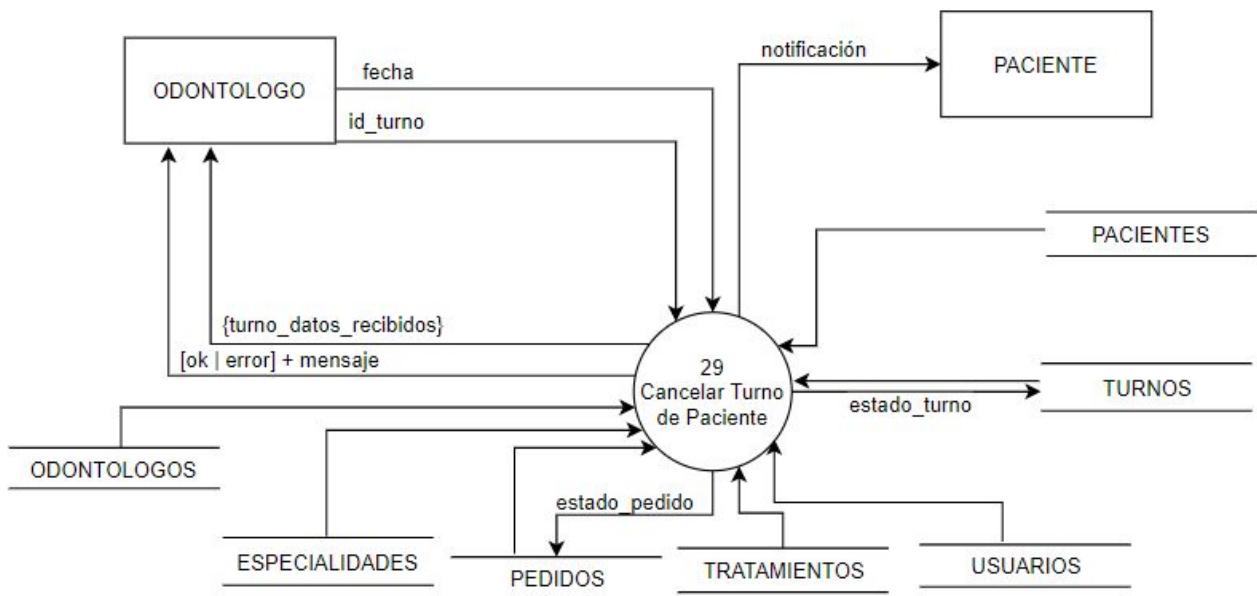 notificación
fecha
ODONTOLOGO
PACIENTE
id_turno
PACIENTES
{turno_datos_recibidos}
[ok | error] + mensaje
29
Cancelar Turno
de Paciente
TURNOS
estado_turno
ODONTOLOGOS
estado_pedido
ESPECIALIDADES
PEDIDOS
TRATAMIENTOS
USUARIOS